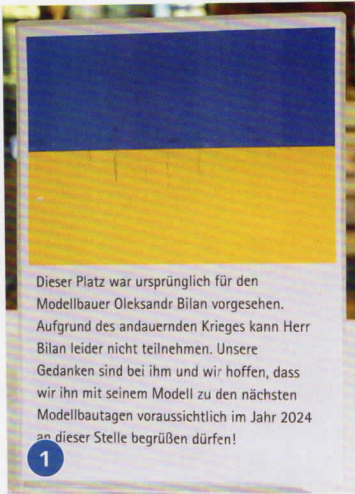 Dieser Platz war ursprünglich für den
Modellbauer Oleksandr Bilan vorgesehen.
Aufgrund des andauernden Krieges kann Herr
Bilan leider nicht teilnehmen. Unsere
Gedanken sind bei ihm und wir hoffen, dass
wir ihn mit seinem Modell zu den nächsten
Modellbautagen voraussichtlich im Jahr 2024
an dieser Stelle begrüßen dürfen!
1